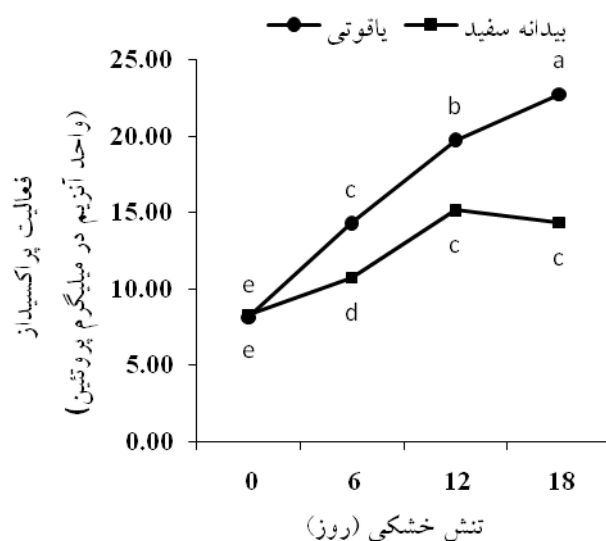 یاقوتی بیدانه سفید
25.00
20.00
15.00
10.00
5.00
0.00
فعالیت پراکسیداز
(واحد آنزیم در میلیگرم پروتئین)
a
b
c
c
c
e
d
e
0 6 12 18
تنش خشکی (روز)